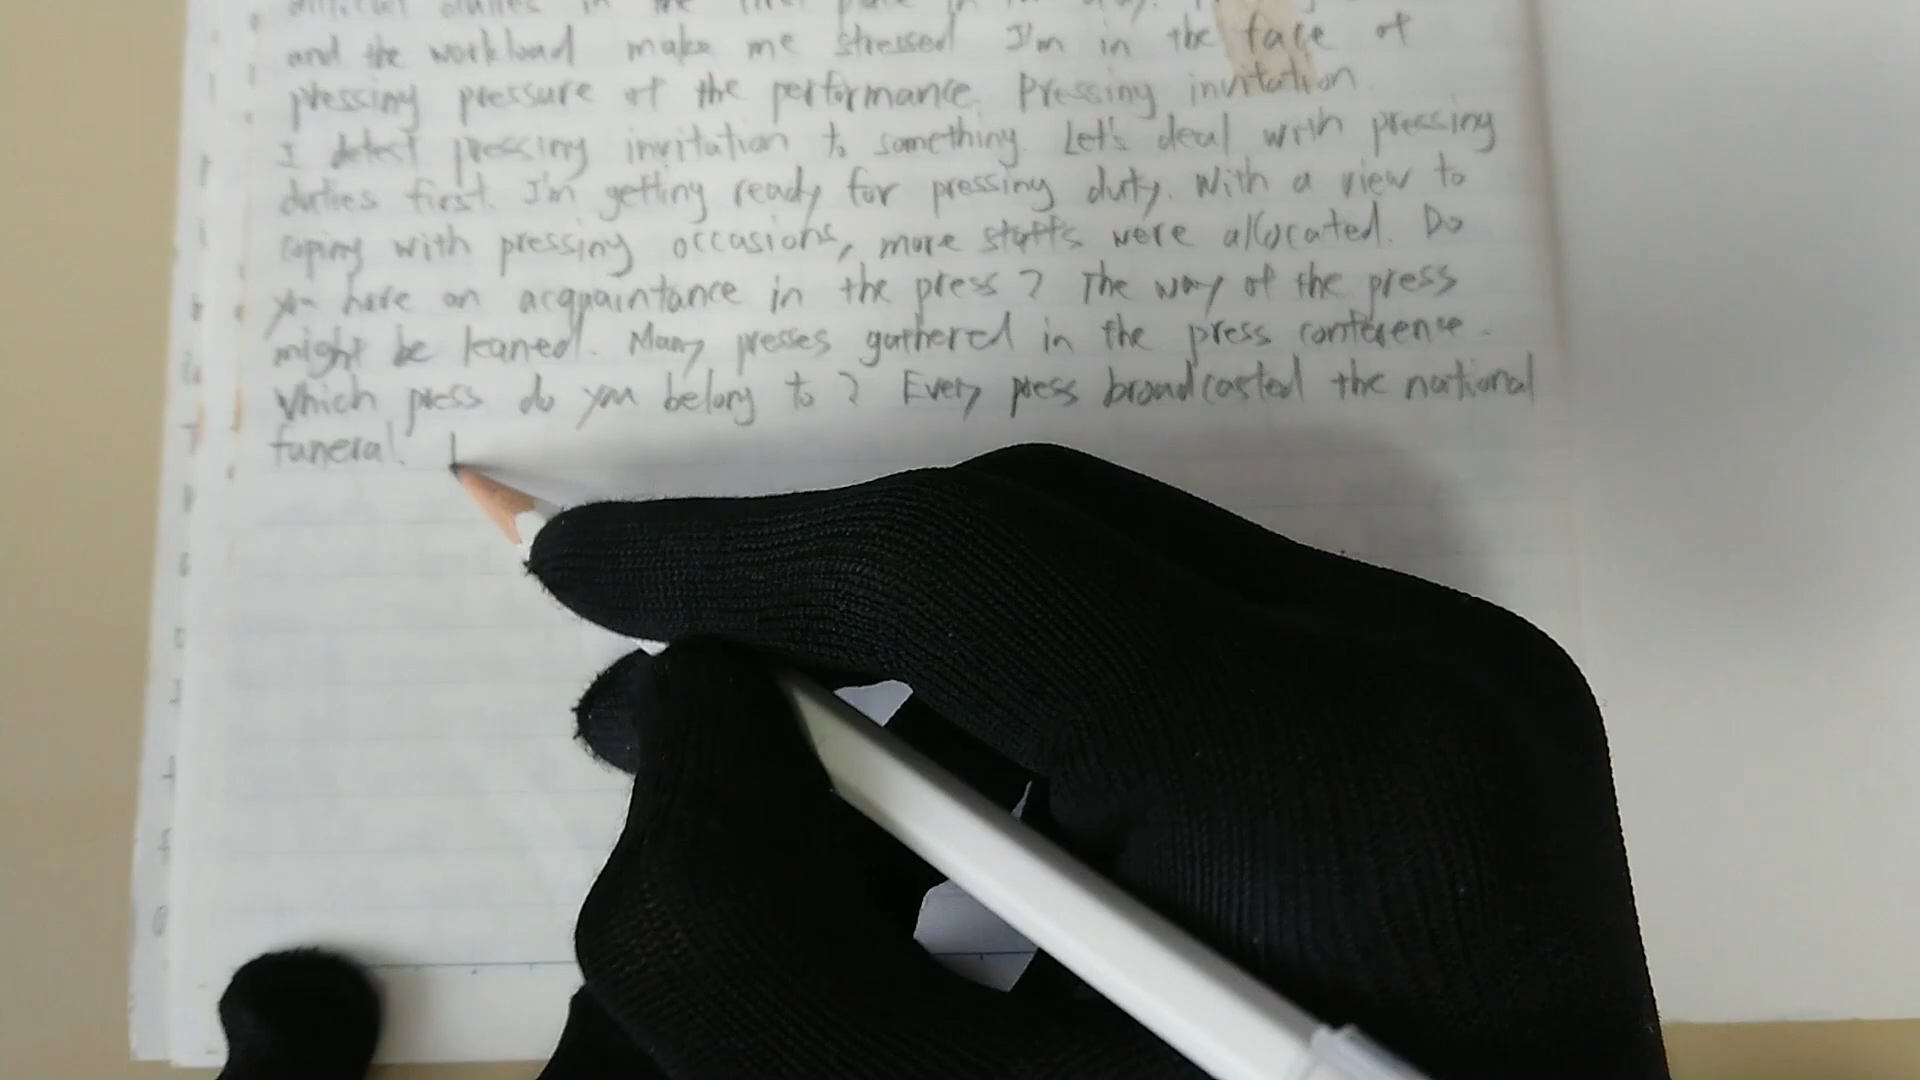 and the workload make me stressed I'm in the face of
pressing pressure of the performance. Pressing invitation.
I detest pressing invitation to something. Let's deal with pressing
duties first. I'm getting ready for pressing duty. With a view to
coping with pressing occasions, more staffs were allocated. Do
you have an acquaintance in the press? The way of the press
might be leaned. Many presses gathered in the press conference.
Which press do you belong to? Every press broadcasted the national
funeral. I